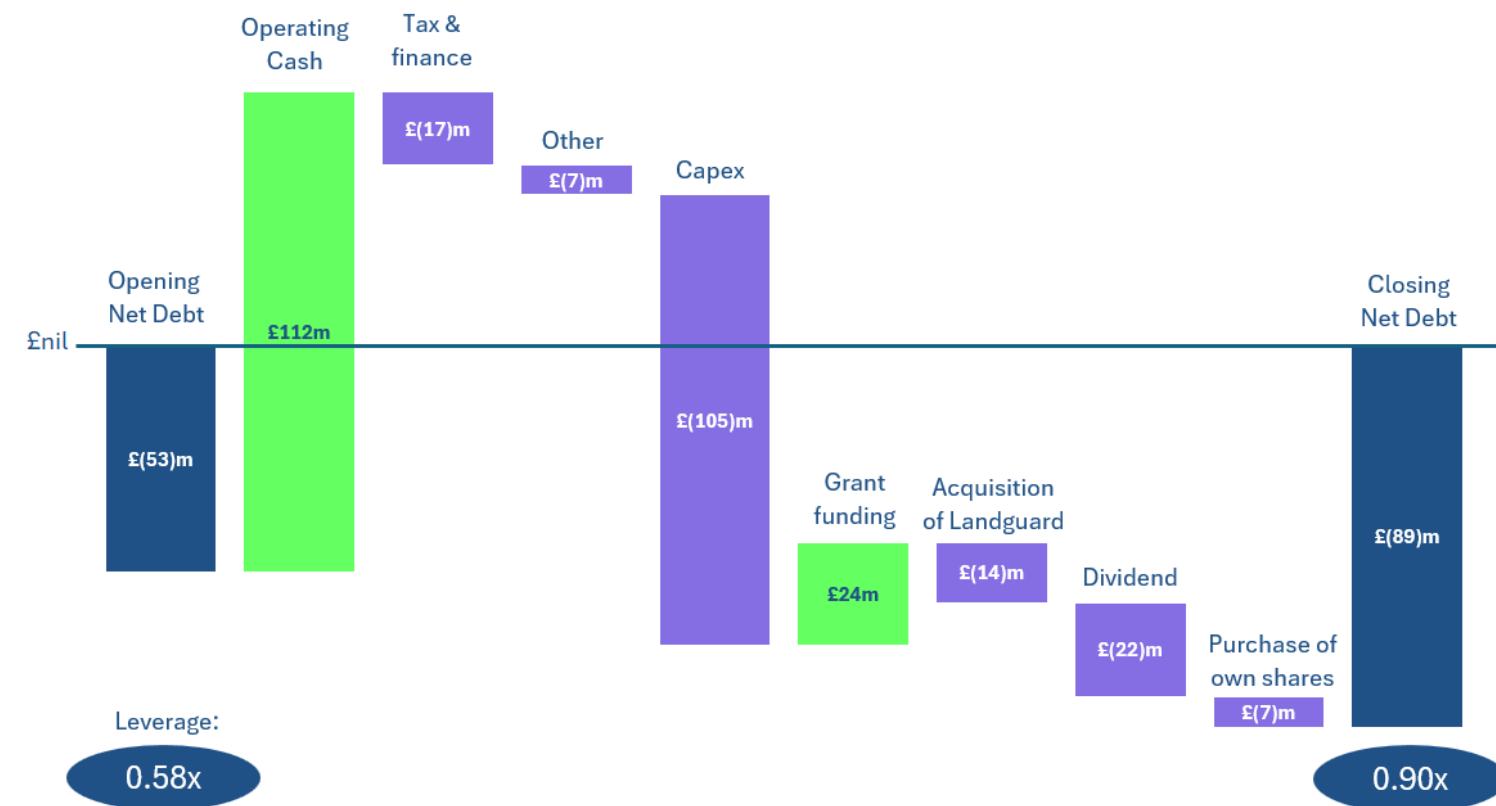 Operating
Cash
Tax &
finance
£(17)m
Other
£(7)m
Capex
Opening
Net Debt
£nil
£112m
Closing
Net Debt
£(53)m
£(105)m
Grant
funding
£24m
Acquisition
of Landguard
£(14)m
Dividend
£(22)m
Purchase of
own shares
£(7)m
£(89)m
Leverage:
0.58x
0.90x